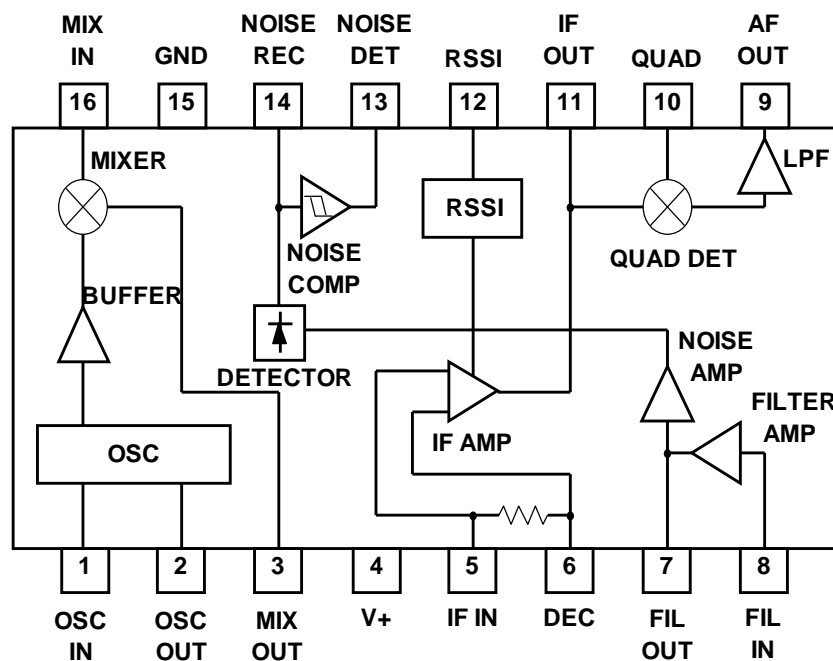 MIX IN
GND
NOISE REC
NOISE DET
RSSI
IF OUT
QUAD
AF OUT
16
15
14
13
12
11
10
9
MIXER
LPF
RSSI
NOISE COMP
QUAD DET
BUFFER
DETECTOR
NOISE AMP
FILTER AMP
IF AMP
OSC
1
2
3
4
5
6
7
8
OSC IN
OSC OUT
MIX OUT
V+
IF IN
DEC
FIL OUT
FIL IN